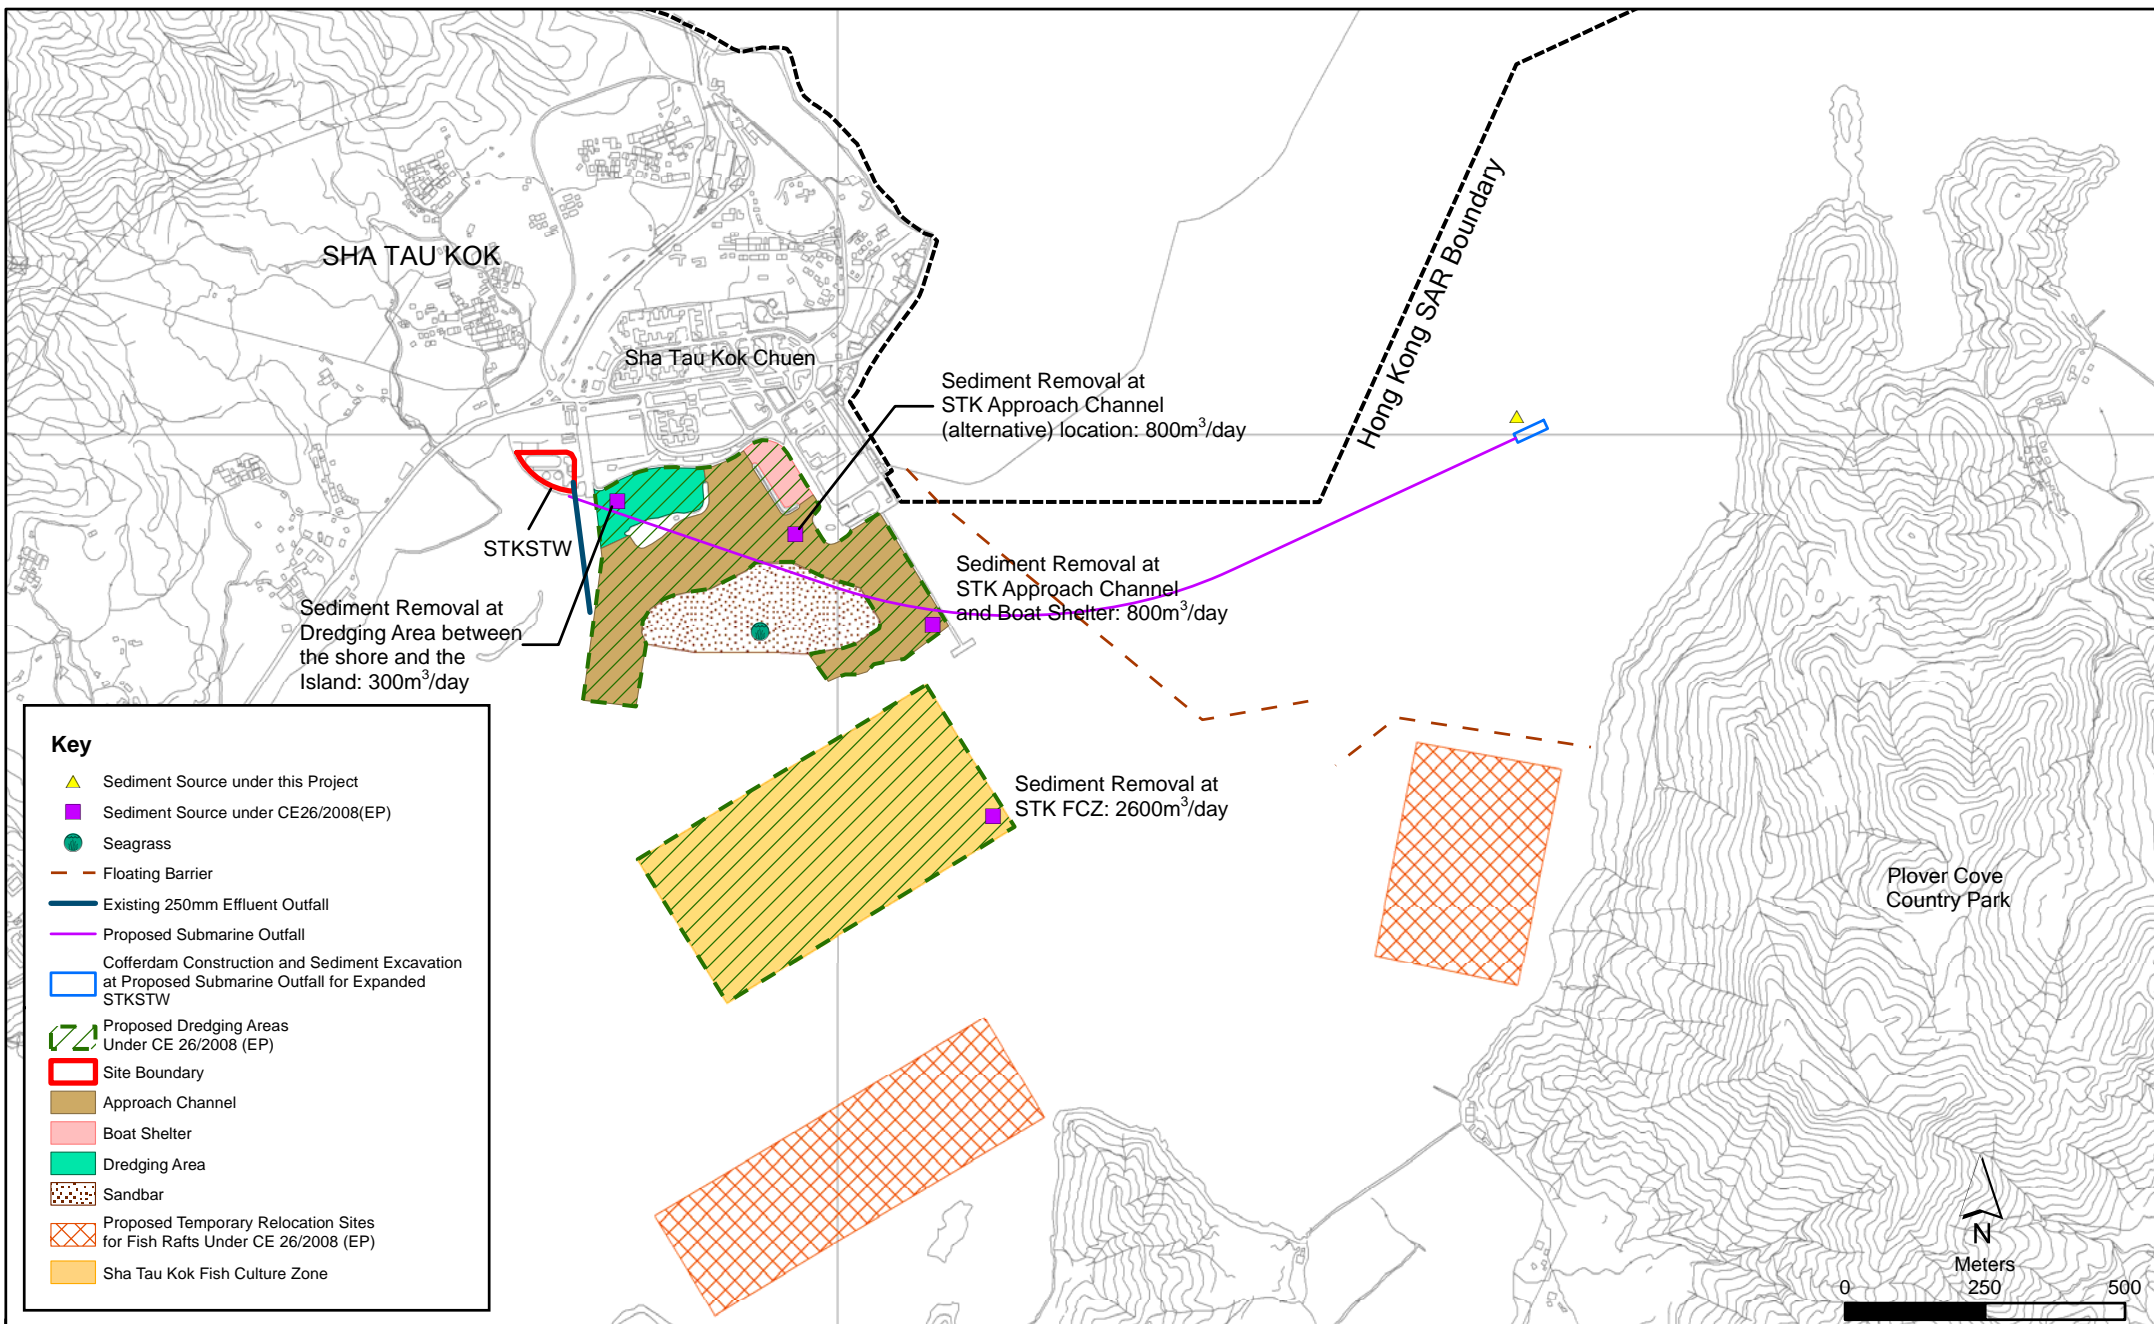 SHA TAU KOK
Sha Tau Kok Chuen
Hong Kong SAR Boundary
Sediment Removal at
STK Approach Channel
(alternative) location: 800m³/day
STKSTW
Sediment Removal at
STK Approach Channel
and Boat Shelter: 800m³/day
Sediment Removal at
Dredging Area between
the shore and the
Island: 300m³/day
Sediment Removal at
STK FCZ: 2600m³/day
Plover Cove
Country Park
Key
Sediment Source under this Project
Sediment Source under CE26/2008(EP)
Seagrass
Floating Barrier
Existing 250mm Effluent Outfall
Proposed Submarine Outfall
Cofferdam Construction and Sediment Excavation
at Proposed Submarine Outfall for Expanded
STKSTW
Proposed Dredging Areas
Under CE 26/2008 (EP)
Site Boundary
Approach Channel
Boat Shelter
Dredging Area
Sandbar
Proposed Temporary Relocation Sites
for Fish Rafts Under CE 26/2008 (EP)
Sha Tau Kok Fish Culture Zone
N
Meters
0 250 500